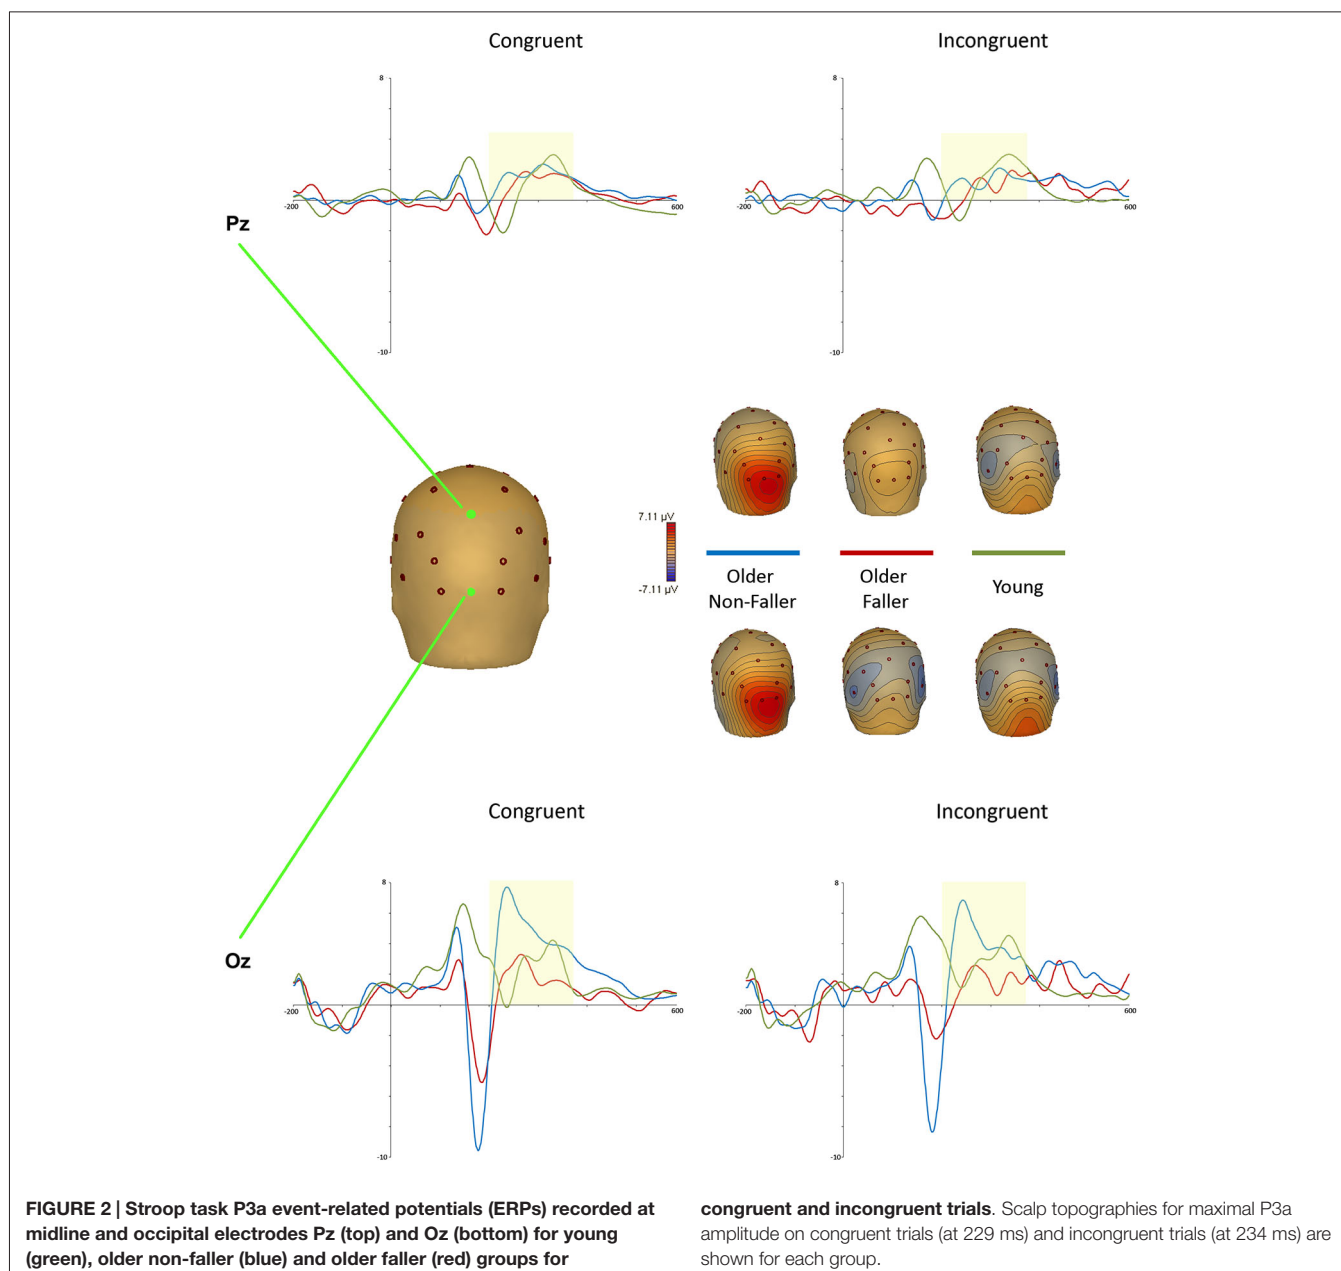 Congruent
Incongruent
8
8
-200
600
-200
600
Pz
-10
-10
7.11 µV
-7.11 µV
Older
Non-Faller
Older
Faller
Young
Congruent
Incongruent
8
8
Oz
-200
600
-200
600
-10
-10
FIGURE 2 | Stroop task P3a event-related potentials (ERPs) recorded at
midline and occipital electrodes Pz (top) and Oz (bottom) for young
(green), older non-faller (blue) and older faller (red) groups for
congruent and incongruent trials. Scalp topographies for maximal P3a
amplitude on congruent trials (at 229 ms) and incongruent trials (at 234 ms) are
shown for each group.